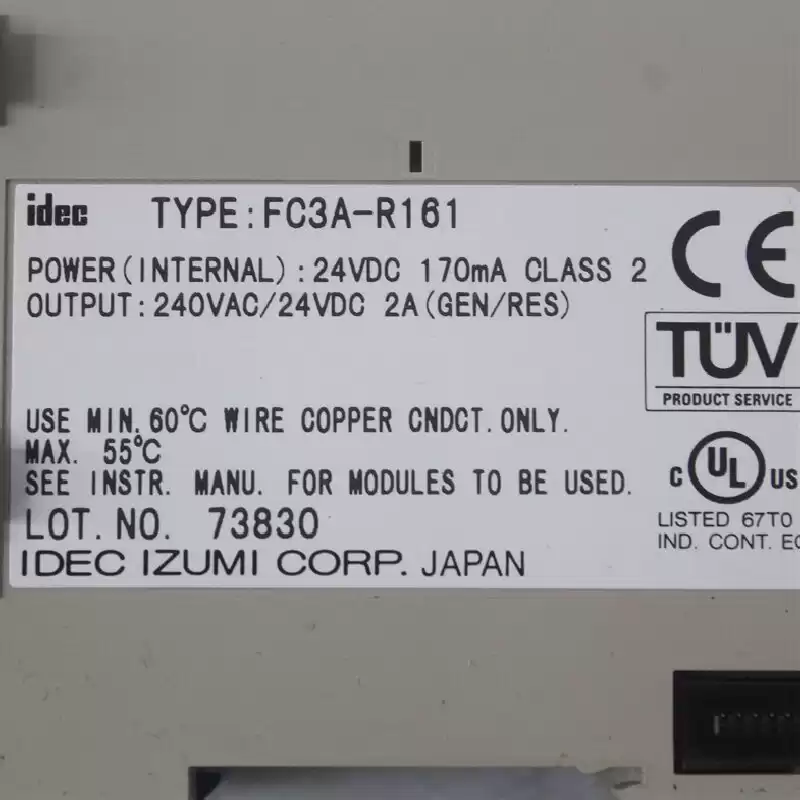 idec TYPE:FC3A-R161
POWER(INTERNAL):24VDC 170mA CLASS 2
OUTPUT:240VAC/24VDC 2A(GEN/RES)
CE
TÜV
PRODUCT SERVICE
USE MIN.60°C WIRE COPPER CNDCT.ONLY.
MAX. 55°C
SEE INSTR. MANU. FOR MODULES TO BE USED.
C UL US
LISTED 67T0
IND. CONT.
LOT.NO. 73830
IDEC IZUMI CORP. JAPAN